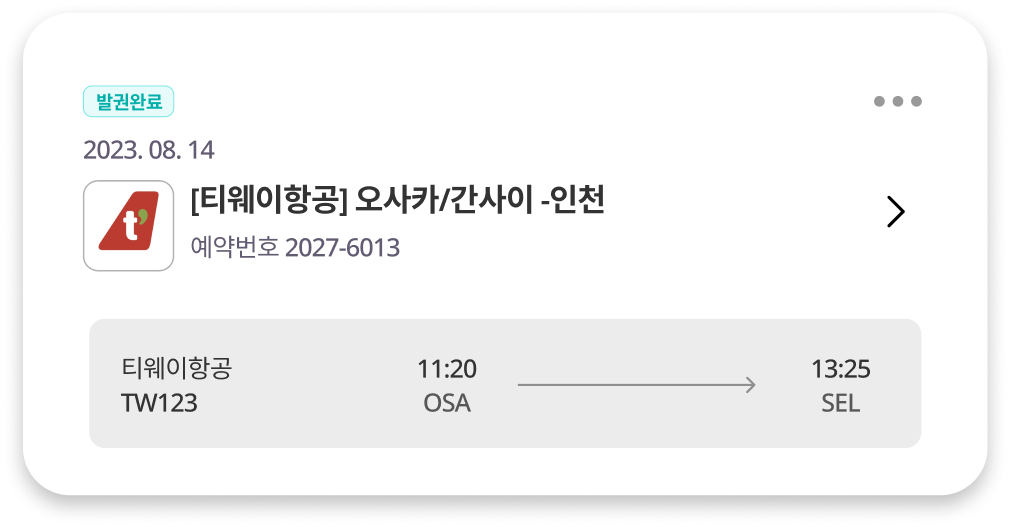 발권완료
2023. 08. 14
t'
[티웨이항공] 오사카/간사이 -인천
예약번호 2027-6013
티웨이항공 11:20 13:25
TW123 OSA SEL